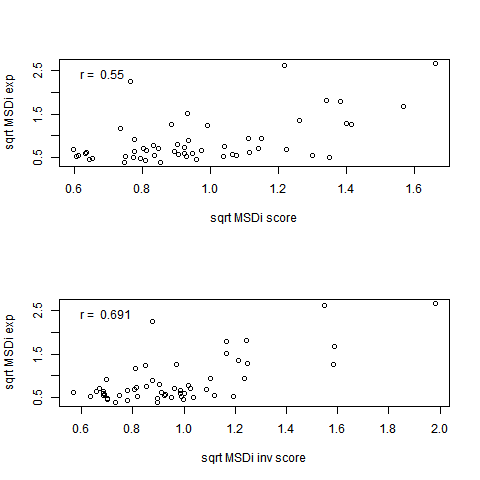 r = 0.55
sqrt MSDi exp
0.5 1.5 2.5
0.6 0.8 1.0 1.2 1.4 1.6
sqrt MSDi score
r = 0.691
sqrt MSDi exp
0.5 1.5 2.5
0.6 0.8 1.0 1.2 1.4 1.6 1.8 2.0
sqrt MSDi inv score